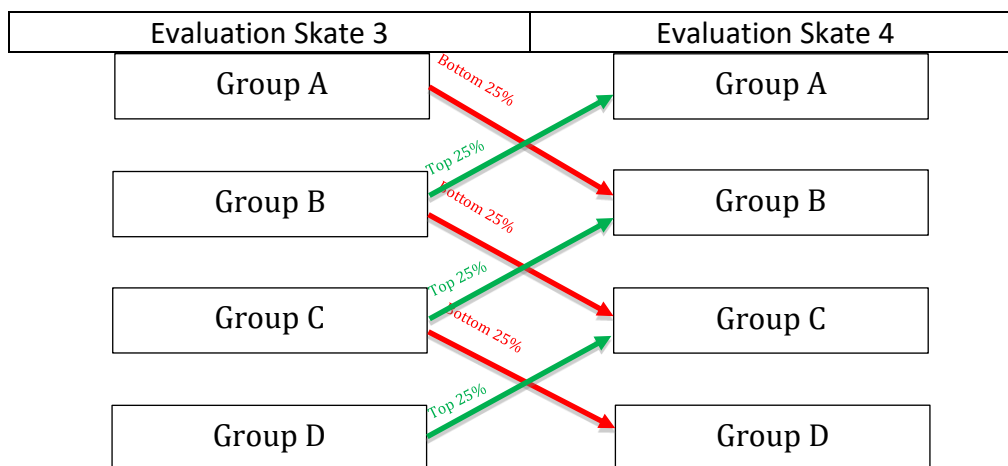 Evaluation Skate 3 Evaluation Skate 4
Group A Bottom 25% Group A
Top 25%
Group B Bottom 25% Group B
Top 25%
Group C Bottom 25% Group C
Top 25%
Group D Group D